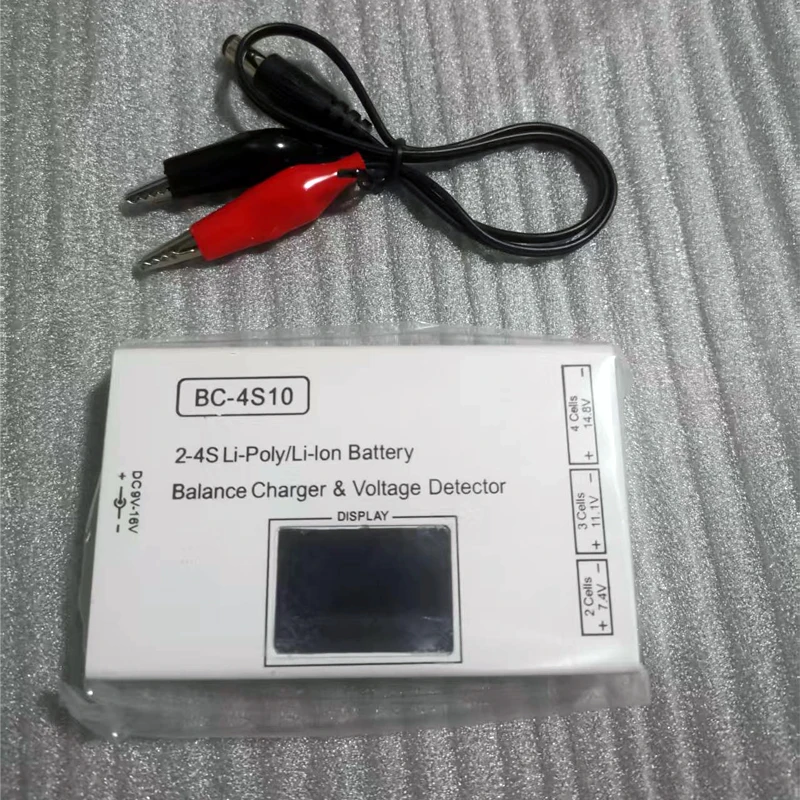 BC-4S10
2-4S Li-Poly/Li-Ion Battery
Balance Charger & Voltage Detector
DISPLAY
DC9V-16V
+ -
4 Cells
+ 14.8V -
3 Cells
+ 11.1V -
2 Cells
+ 7.4V -